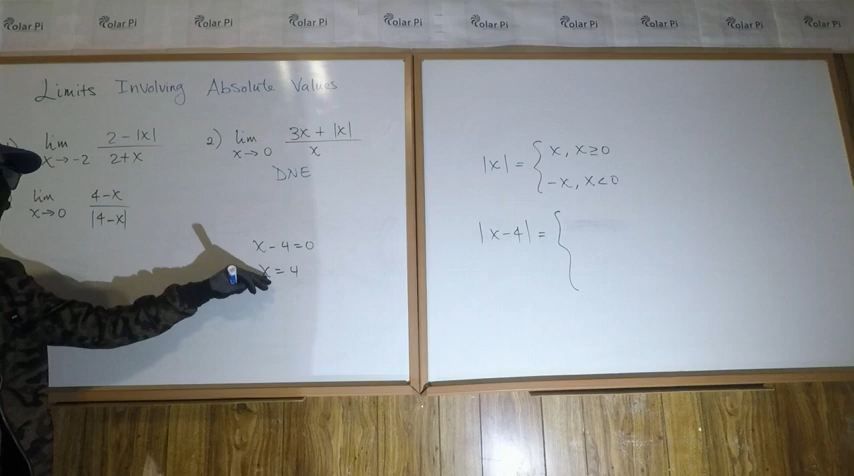 Colar Pi Colar Pi Colar Pi Colar Pi Colar Pi Colar Pi Colar Pi Colar Pi Colar Pi
Limits Involving Absolute Values
lim x→-2 (2-|x|)/(2+x)
2) lim x→0 (3x+|x|)/x
DNE
lim x→0 (4-x)/|4-x|
x-4=0
x=4
|x| = { x, x≥0
-x, x<0
|x-4| = {